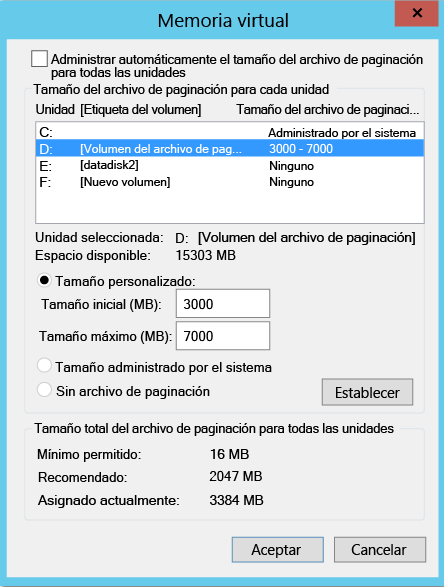 Memoria virtual
Administrar automáticamente el tamaño del archivo de paginación
para todas las unidades
Tamaño del archivo de paginación para cada unidad
Unidad [Etiqueta del volumen] Tamaño del archivo de paginaci...
C: Administrado por el sistema
D: [Volumen del archivo de pag... 3000 - 7000
E: [datadisk2] Ninguno
F: [Nuevo volumen] Ninguno
Unidad seleccionada: D: [Volumen del archivo de paginación]
Espacio disponible: 15303 MB
Tamaño personalizado:
Tamaño inicial (MB): 3000
Tamaño máximo (MB): 7000
Tamaño administrado por el sistema
Sin archivo de paginación
Establecer
Tamaño total del archivo de paginación para todas las unidades
Mínimo permitido: 16 MB
Recomendado: 2047 MB
Asignado actualmente: 3384 MB
Aceptar Cancelar